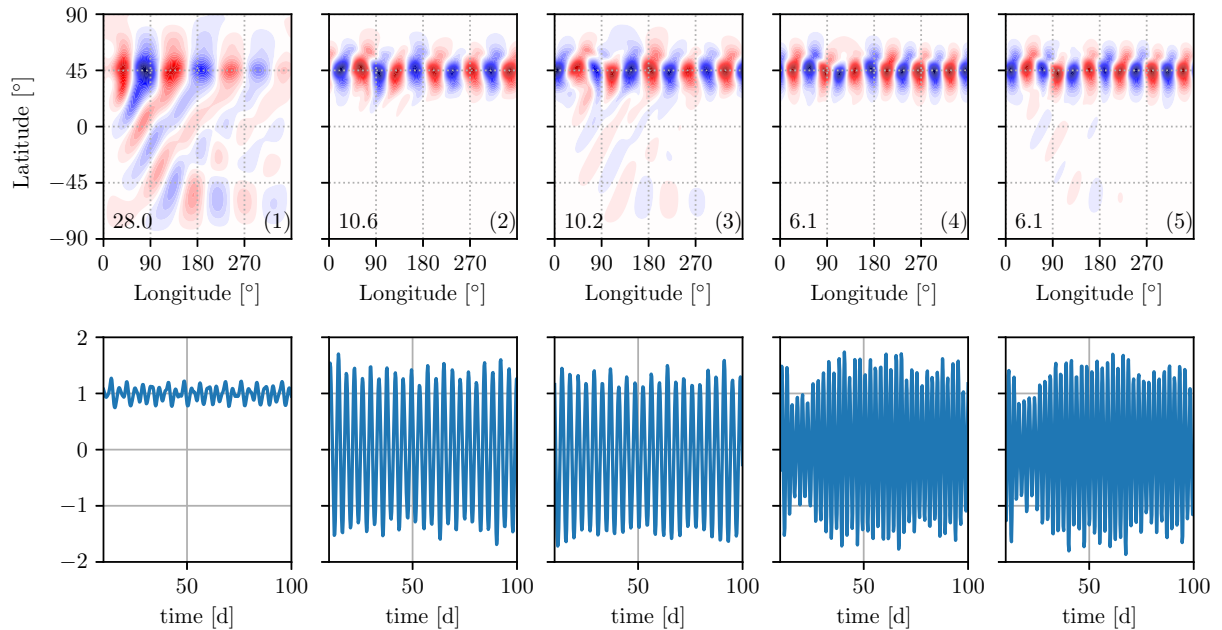 90
45
0
−45
−90
Latitude [°]
28.0 (1)
10.6 (2)
10.2 (3)
6.1 (4)
6.1 (5)
0 90 180 270
0 90 180 270
0 90 180 270
0 90 180 270
0 90 180 270
Longitude [°]
Longitude [°]
Longitude [°]
Longitude [°]
Longitude [°]
2
1
0
−1
−2
50 100
50 100
50 100
50 100
50 100
time [d]
time [d]
time [d]
time [d]
time [d]